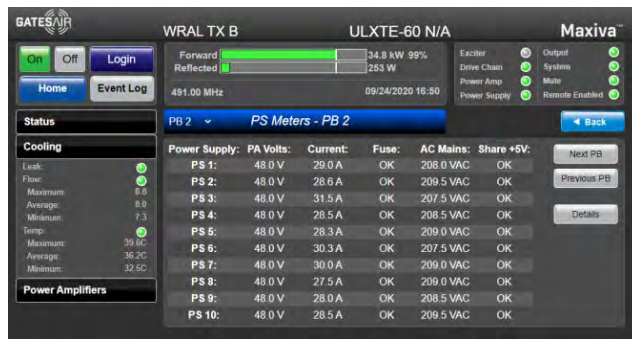 GATESAIR WRAL TX B ULXTE-60 N/A Maxiva™
On Off Login
Home Event Log
Forward 34.8 kW 99%
Reflected 253 W
491.00 MHz 09/24/2020 16:50
Exciter Output
Drive Chain System
Power Amp Mute
Power Supply Remote Enabled
Status
PB 2 PS Meters - PB 2 Back
Cooling
Leak:
Flow:
Maximum: 8.8
Average: 8.0
Minimum: 7.3
Temp:
Maximum: 39.6C
Average: 36.2C
Minimum: 32.5C
Power Amplifiers
Power Supply: PA Volts: Current: Fuse: AC Mains: Share +5V:
PS 1: 48.0 V 29.0 A OK 208.0 VAC OK
PS 2: 48.0 V 28.6 A OK 209.5 VAC OK
PS 3: 48.0 V 31.5 A OK 207.5 VAC OK
PS 4: 48.0 V 28.5 A OK 208.5 VAC OK
PS 5: 48.0 V 28.3 A OK 209.0 VAC OK
PS 6: 48.0 V 30.3 A OK 207.5 VAC OK
PS 7: 48.0 V 30.0 A OK 209.0 VAC OK
PS 8: 48.0 V 27.5 A OK 209.0 VAC OK
PS 9: 48.0 V 28.0 A OK 208.5 VAC OK
PS 10: 48.0 V 28.5 A OK 209.5 VAC OK
Next PB
Previous PB
Details